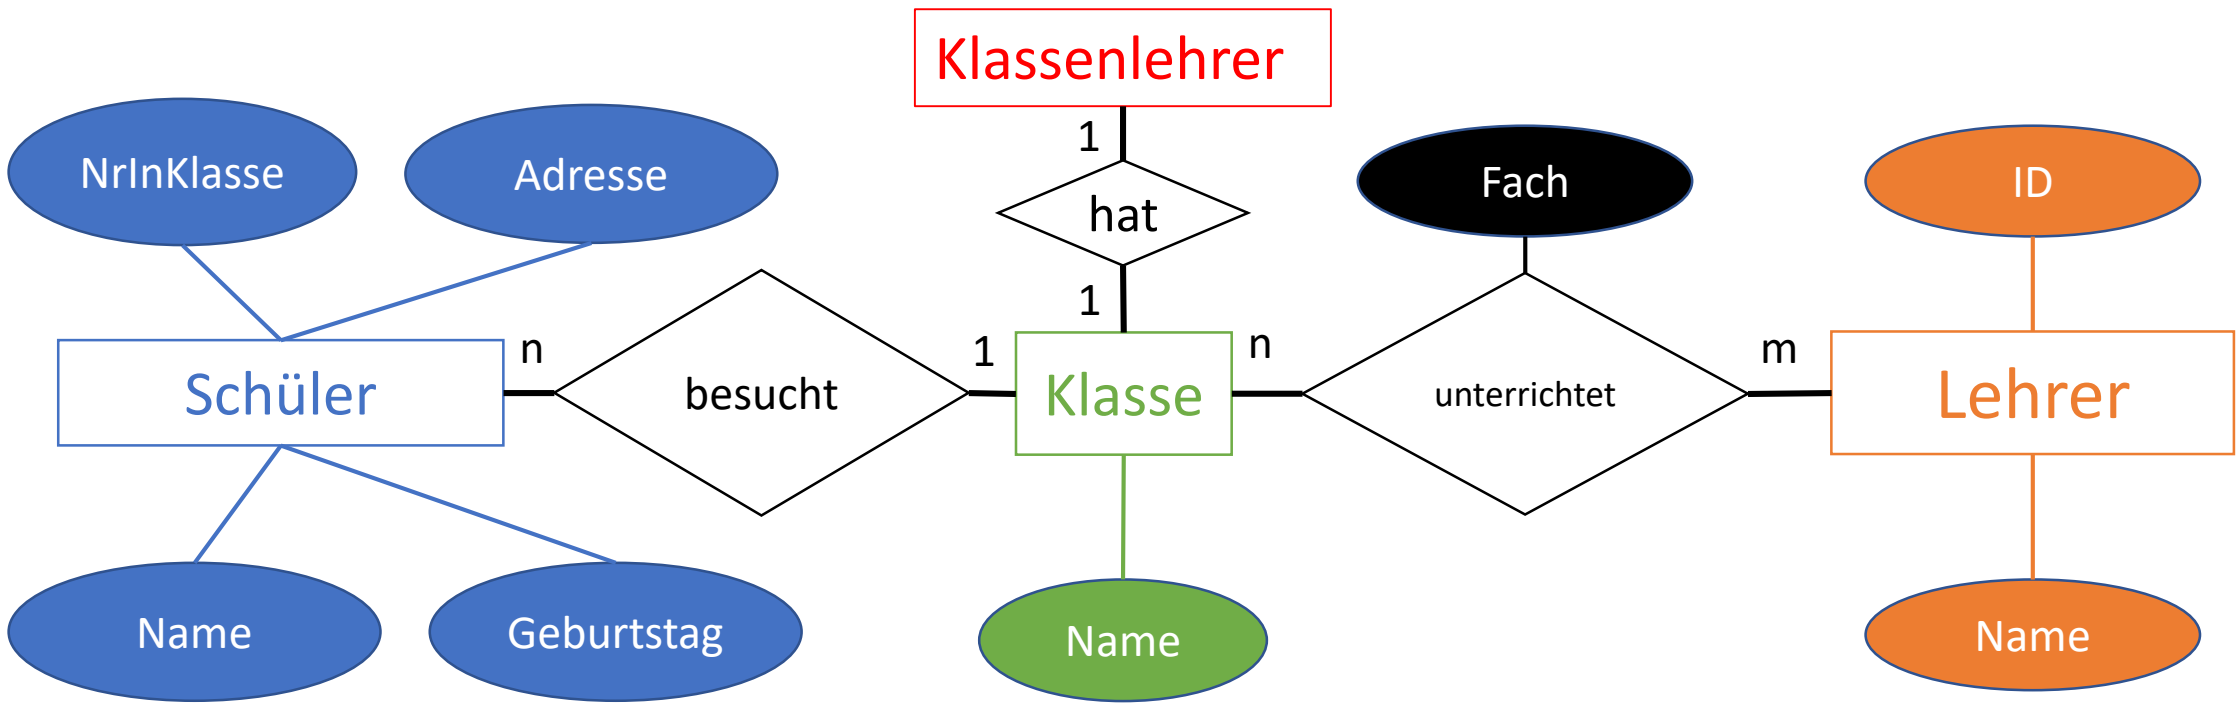 Klassenlehrer
1
NrInKlasse
Adresse
hat
Fach
ID
1
Schüler
n
besucht
1
Klasse
n
unterrichtet
m
Lehrer
Name
Geburtstag
Name
Name